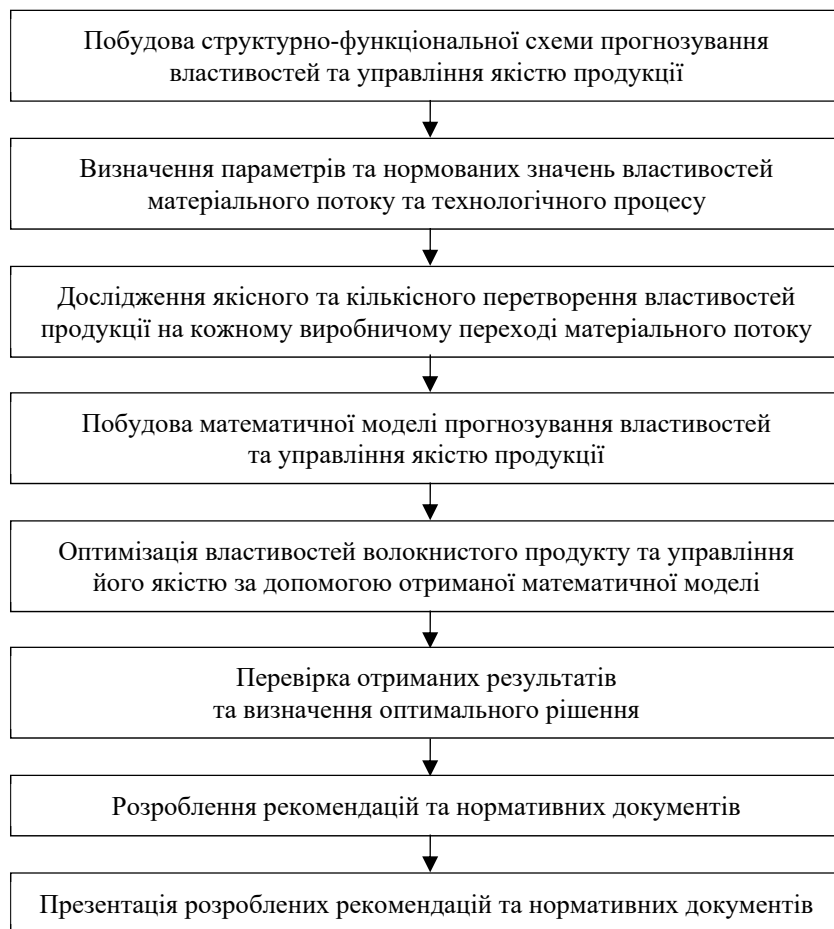 Побудова структурно-функціональної схеми прогнозування
властивостей та управління якістю продукції
Визначення параметрів та нормованих значень властивостей
матеріального потоку та технологічного процесу
Дослідження якісного та кількісного перетворення властивостей
продукції на кожному виробничому переході матеріального потоку
Побудова математичної моделі прогнозування властивостей
та управління якістю продукції
Оптимізація властивостей волокнистого продукту та управління
його якістю за допомогою отриманої математичної моделі
Перевірка отриманих результатів
та визначення оптимального рішення
Розроблення рекомендацій та нормативних документів
Презентація розроблених рекомендацій та нормативних документів